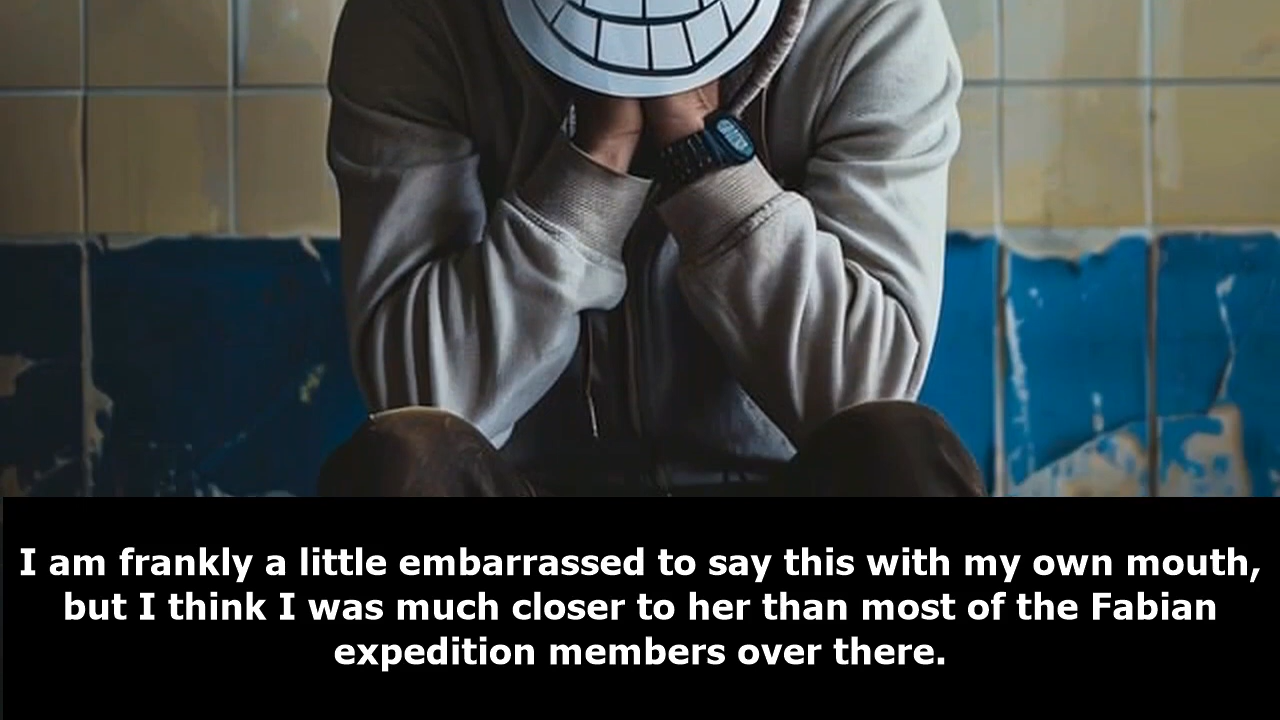 I am frankly a little embarrassed to say this with my own mouth,
but I think I was much closer to her than most of the Fabian
expedition members over there.